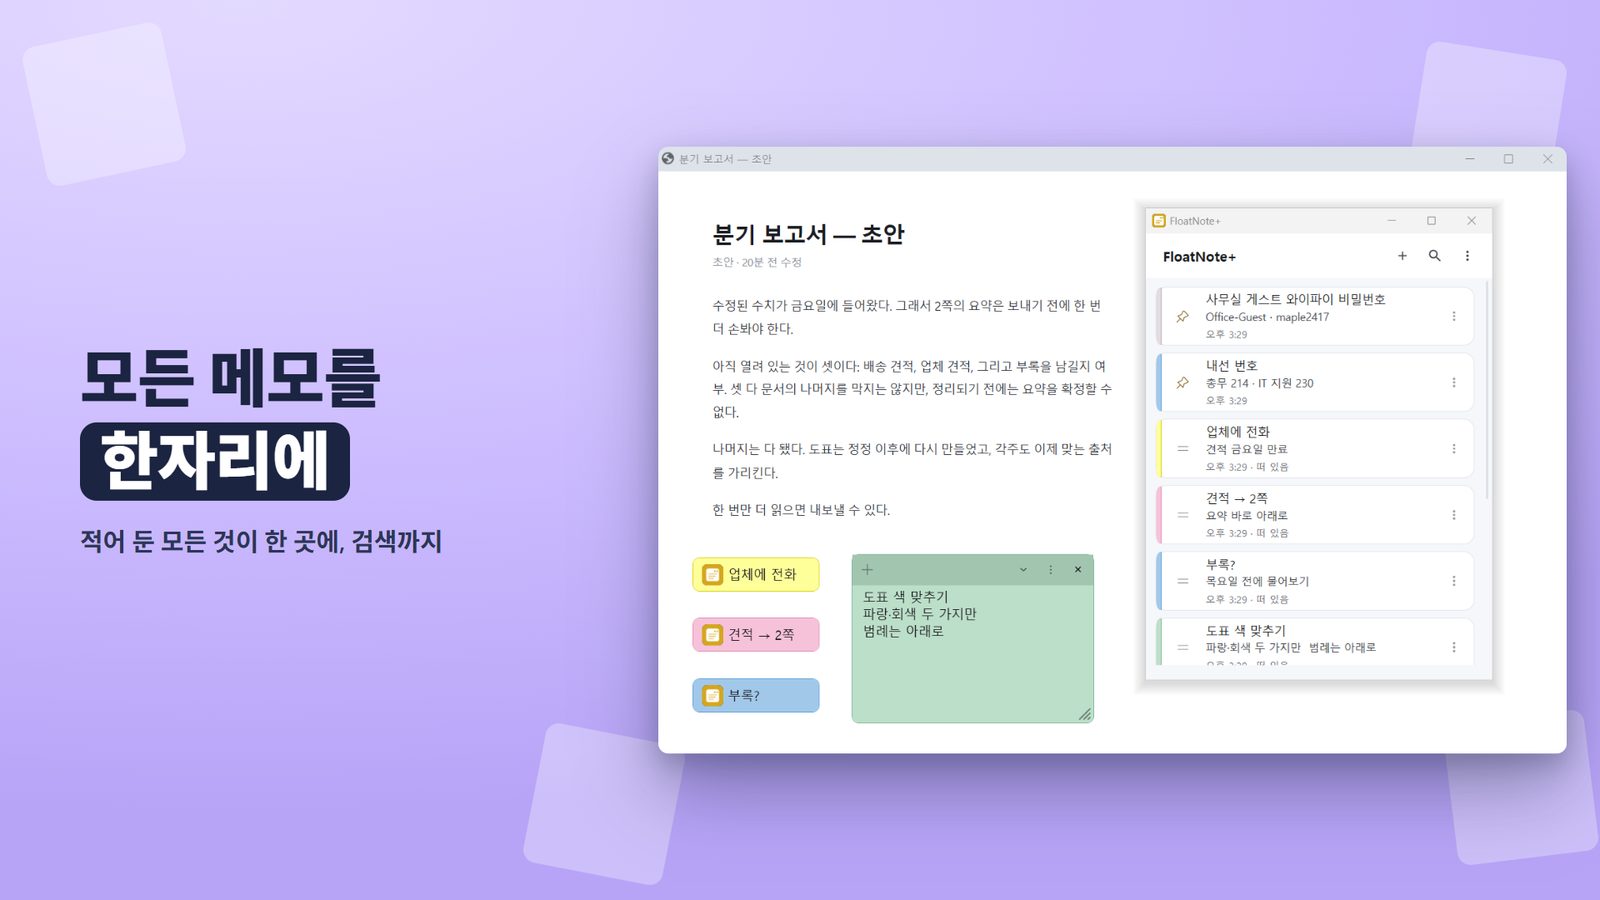 모든 메모를
한자리에
적어 둔 모든 것이 한 곳에, 검색까지
분기 보고서 — 초안
분기 보고서 — 초안
초안 · 20분 전 수정
수정된 수치가 금요일에 들어왔다. 그래서 2쪽의 요약은 보내기 전에 한 번
더 손봐야 한다.
아직 열려 있는 것이 셋이다: 배송 견적, 업체 견적, 그리고 부록을 남길지 여
부. 셋 다 문서의 나머지를 막지는 않지만, 정리되기 전에는 요약을 확정할 수
없다.
나머지는 다 됐다. 도표는 정정 이후에 다시 만들었고, 각주도 이제 맞는 출처
를 가리킨다.
한 번만 더 읽으면 내보낼 수 있다.
업체에 전화
견적 → 2쪽
부록?
도표 색 맞추기
파랑·회색 두 가지만
범례는 아래로
FloatNote+
FloatNote+
사무실 게스트 와이파이 비밀번호
Office-Guest · maple2417
오후 3:29
내선 번호
총무 214 · IT 지원 230
오후 3:29
업체에 전화
견적 금요일 만료
오후 3:29 · 떠 있음
견적 → 2쪽
요약 바로 아래로
오후 3:29 · 떠 있음
부록?
목요일 전에 물어보기
오후 3:29 · 떠 있음
도표 색 맞추기
파랑·회색 두 가지만 범례는 아래로
오후 3:29 · 떠 있음